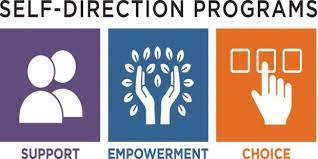 SELF-DIRECTION PROGRAMS
SUPPORT EMPOWERMENT CHOICE